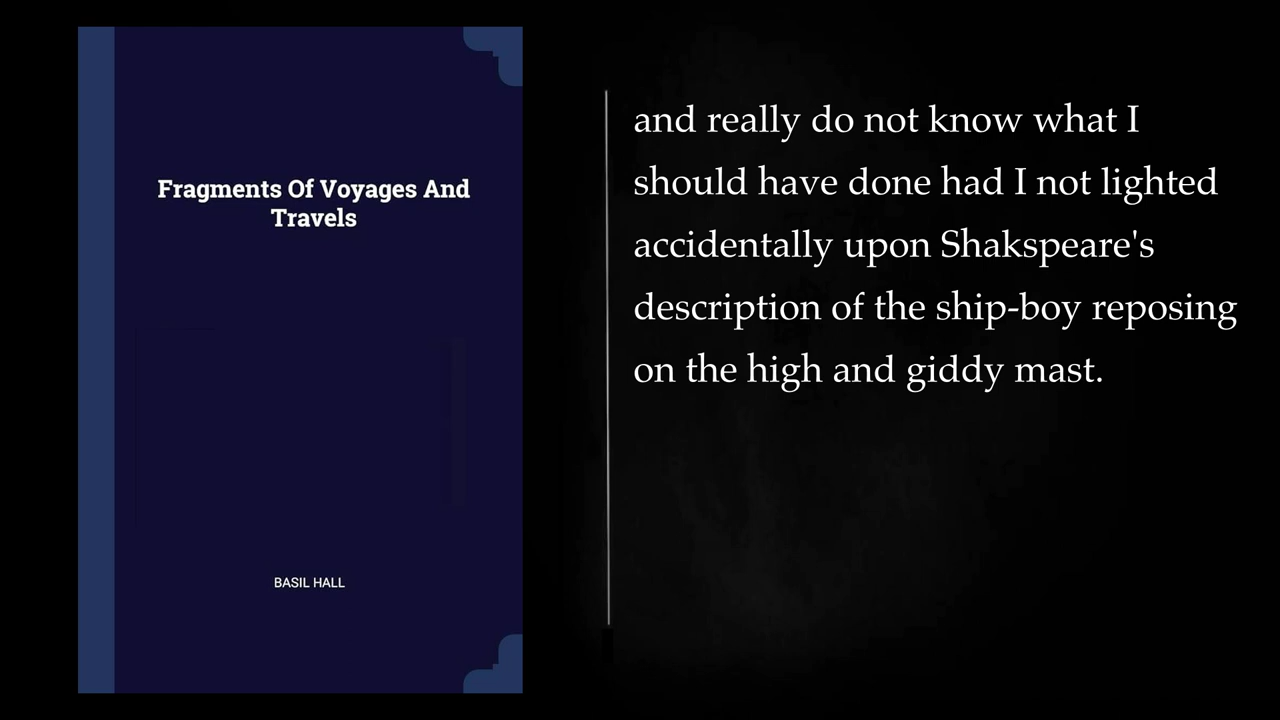 Fragments Of Voyages And
Travels
BASIL HALL
and really do not know what I
should have done had I not lighted
accidentally upon Shakspeare's
description of the ship-boy reposing
on the high and giddy mast.